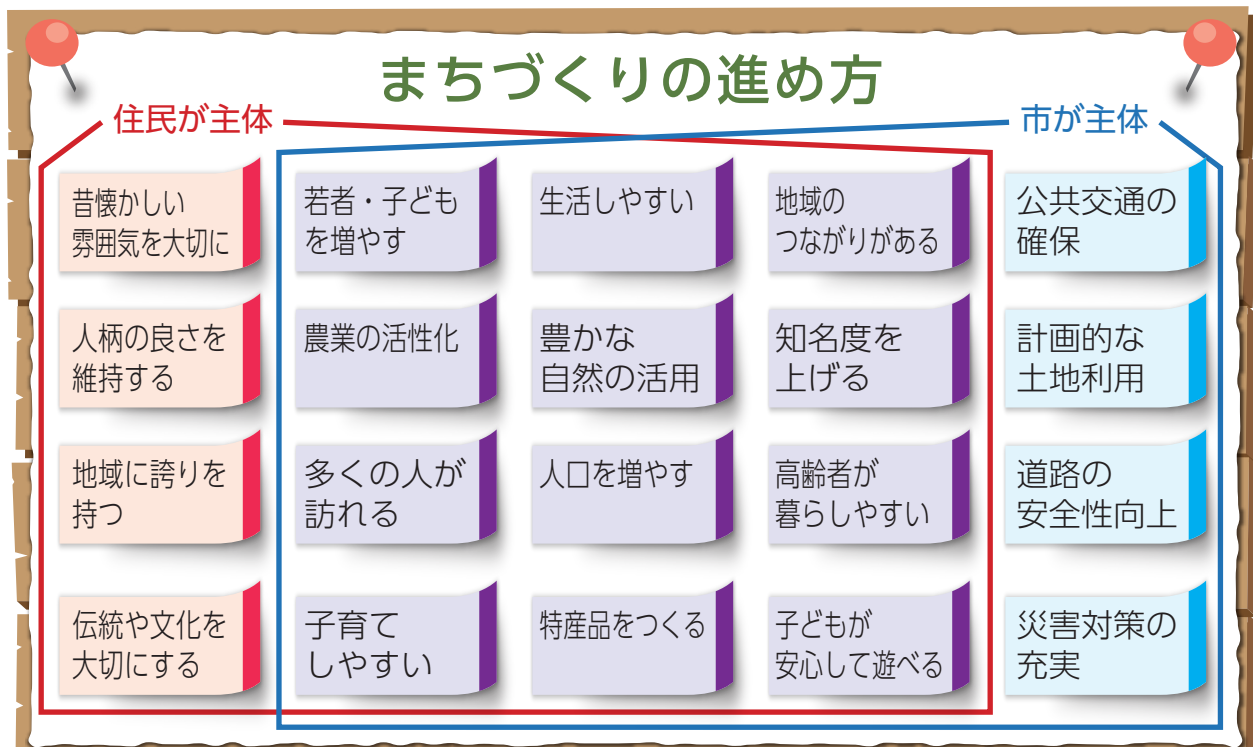 まちづくりの進め方
住民が主体
市が主体
昔懐かしい
雰囲気を大切に
若者・子ども
を増やす
生活しやすい
地域の
つながりがある
公共交通の
確保
人柄の良さを
維持する
農業の活性化
豊かな
自然の活用
知名度を
上げる
計画的な
土地利用
地域に誇りを
持つ
多くの人が
訪れる
人口を増やす
高齢者が
暮らしやすい
道路の
安全性向上
伝統や文化を
大切にする
子育て
しやすい
特産品をつくる
子どもが
安心して遊べる
災害対策の
充実